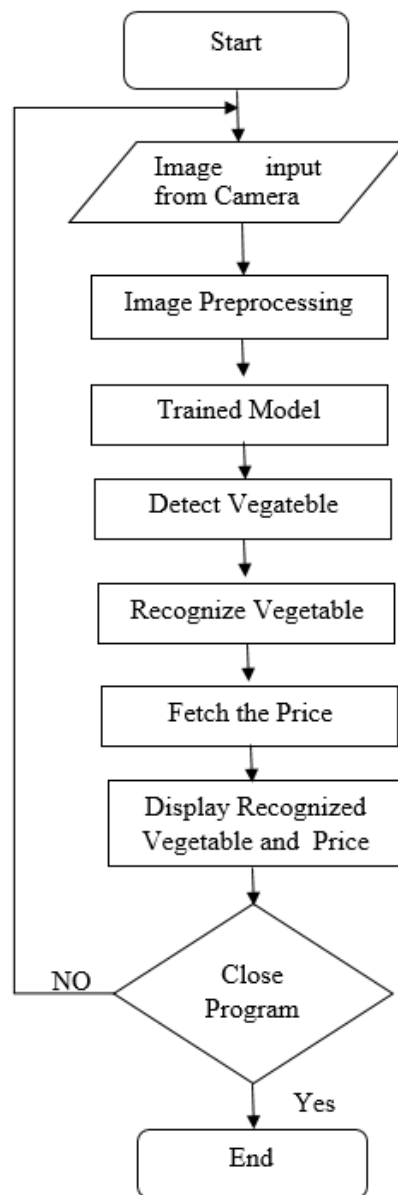 Start
Image input
from Camera
Image Preprocessing
Trained Model
Detect Vegateble
Recognize Vegetable
Fetch the Price
Display Recognized
Vegetable and Price
Close
Program
NO
Yes
End